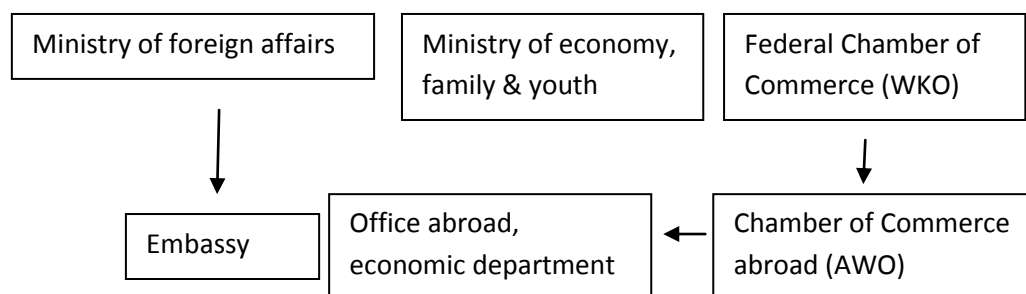 Ministry of foreign affairs
Ministry of economy,
family & youth
Federal Chamber of
Commerce (WKO)
Embassy
Office abroad,
economic department
Chamber of Commerce
abroad (AWO)